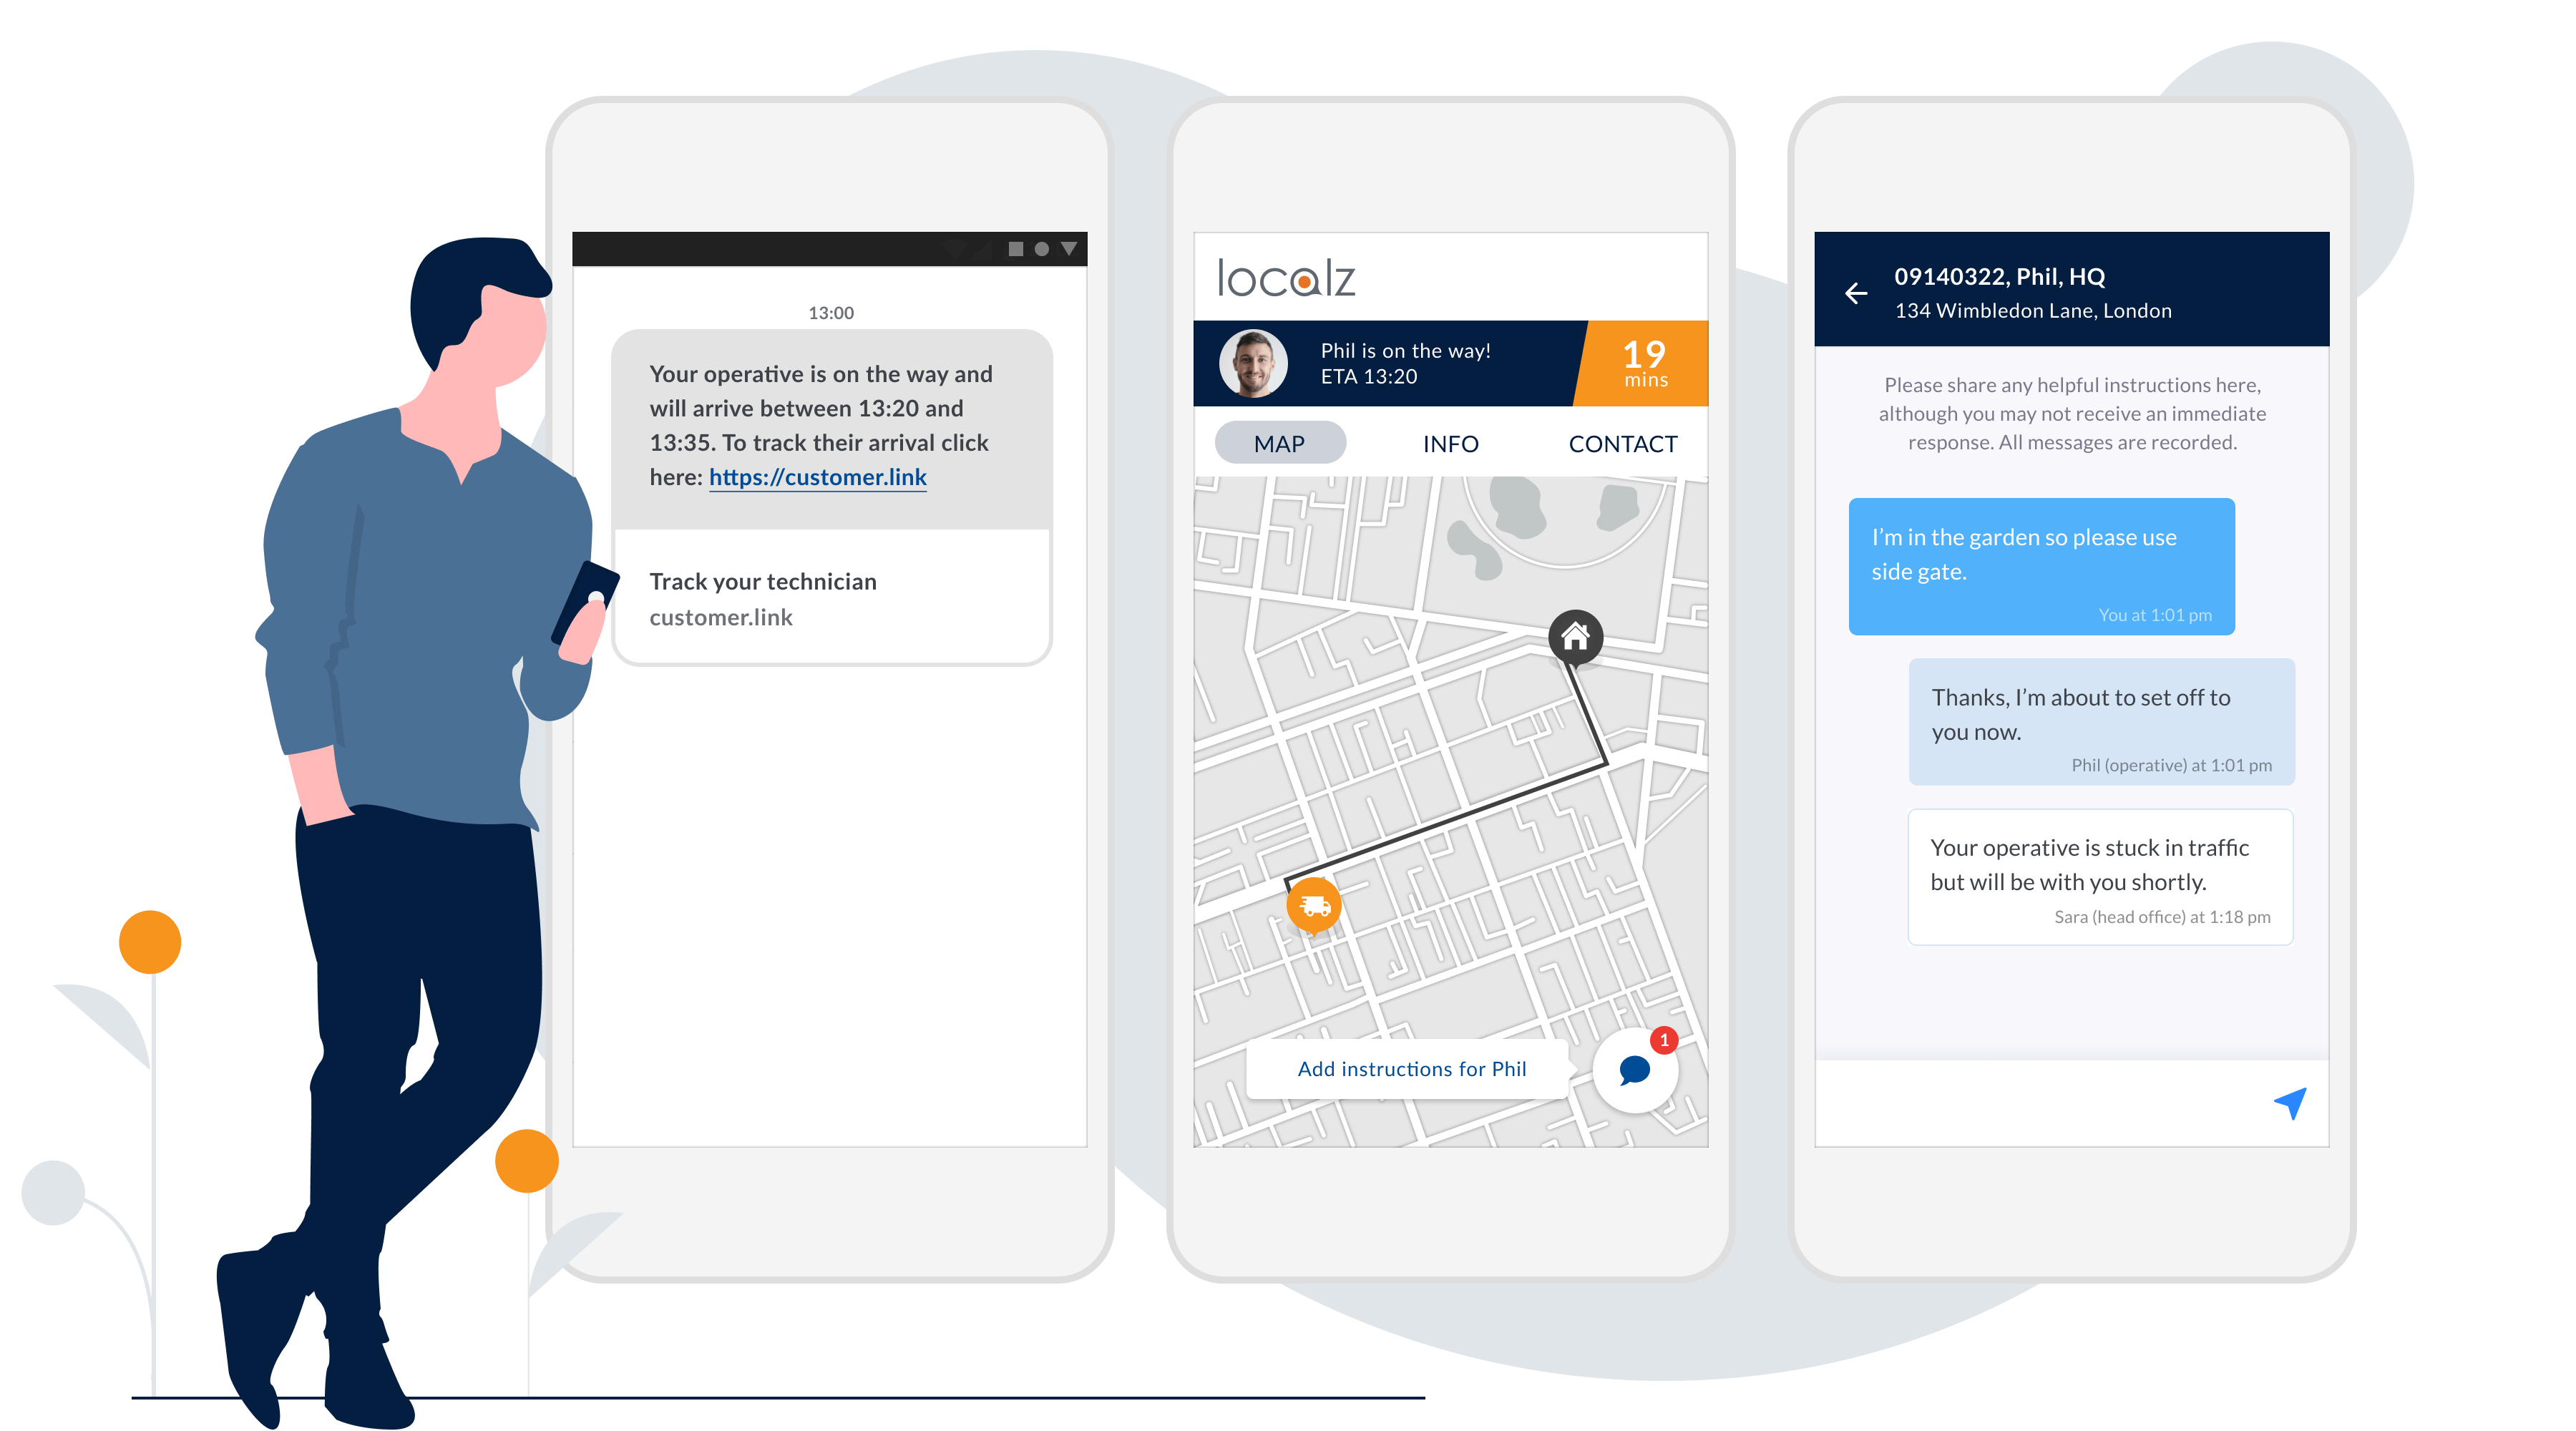 13:00
Your operative is on the way and
will arrive between 13:20 and
13:35. To track their arrival click
here: https://customer.link
Track your technician
customer.link
localz
Phil is on the way!
ETA 13:20
19
mins
MAP INFO CONTACT
Add instructions for Phil
1
09140322, Phil, HQ
134 Wimbledon Lane, London
Please share any helpful instructions here,
although you may not receive an immediate
response. All messages are recorded.
I’m in the garden so please use
side gate.
You at 1:01 pm
Thanks, I’m about to set off to
you now.
Phil (operative) at 1:01 pm
Your operative is stuck in traffic
but will be with you shortly.
Sara (head office) at 1:18 pm